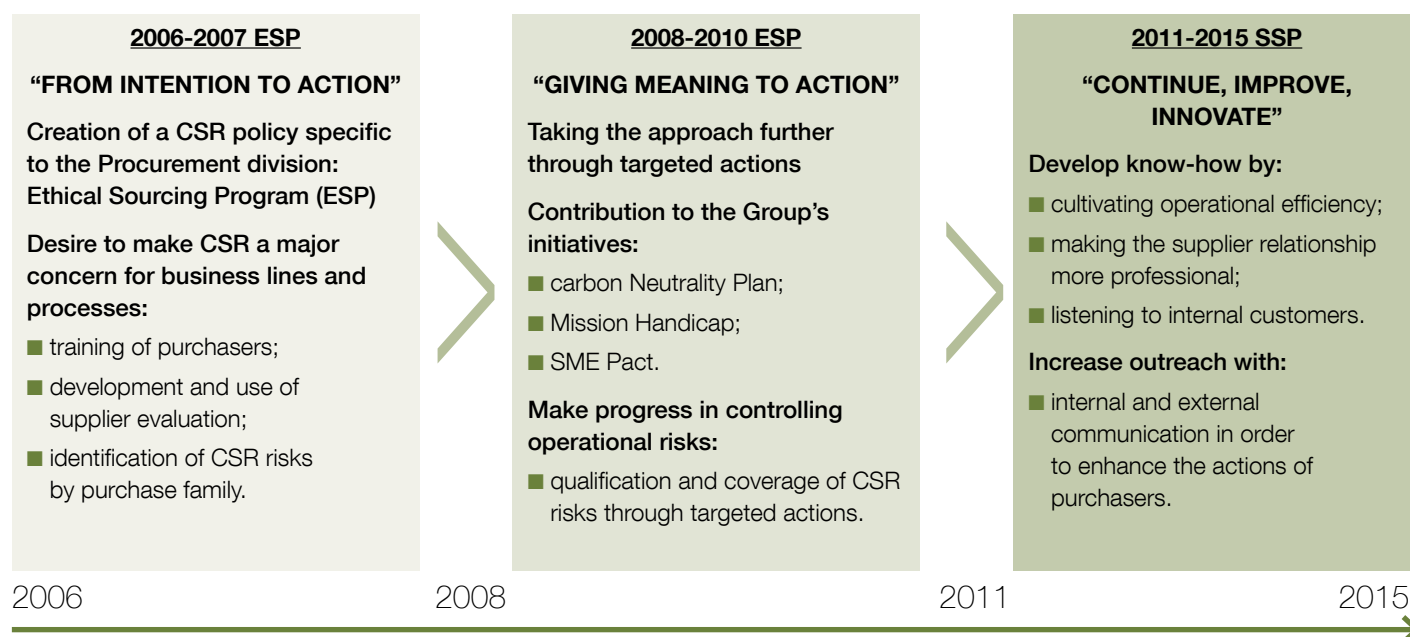 2006-2007 ESP
“FROM INTENTION TO ACTION”
Creation of a CSR policy specific
to the Procurement division:
Ethical Sourcing Program (ESP)
Desire to make CSR a major
concern for business lines and
processes:
■ training of purchasers;
■ development and use of
supplier evaluation;
■ identification of CSR risks
by purchase family.
2008-2010 ESP
“GIVING MEANING TO ACTION”
Taking the approach further
through targeted actions
Contribution to the Group’s
initiatives:
■ carbon Neutrality Plan;
■ Mission Handicap;
■ SME Pact.
Make progress in controlling
operational risks:
■ qualification and coverage of CSR
risks through targeted actions.
2011-2015 SSP
“CONTINUE, IMPROVE,
INNOVATE”
Develop know-how by:
■ cultivating operational efficiency;
■ making the supplier relationship
more professional;
■ listening to internal customers.
Increase outreach with:
■ internal and external
communication in order
to enhance the actions of
purchasers.
2006
2008
2011
2015